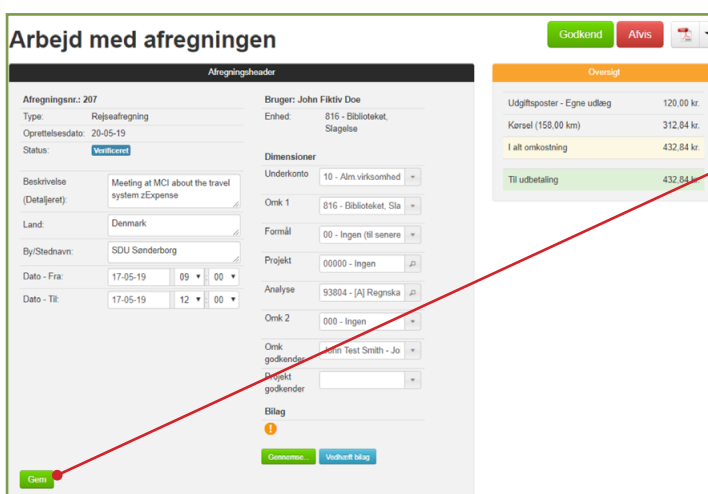 Arbejd med afregningen
Godkend
Afvis
Afregningsheader
Afregningsnr.: 207
Type: Rejseafregning
Oprettelsesdato: 20-05-19
Status: Verificeret
Beskrivelse (Detaljeret):
Meeting at MCI about the travel
system zExpense
Land: Denmark
By/Stednavn: SDU Sønderborg
Dato - Fra: 17-05-19 09 : 00
Dato - Til: 17-05-19 12 : 00
Gem
Bruger: John Fiktiv Doe
Enhed: 816 - Biblioteket,
Slagelse
Dimensioner
Underkonto 10 - Alm.virksomhed
Omk 1 816 - Biblioteket, Sla
Formål 00 - Ingen (til senere
Projekt 00000 - Ingen
Analyse 93804 - [A] Regnska
Omk 2 000 - Ingen
Omk
godkender John Test Smith - Jo
Projekt
godkender
Bilag
Gennemse... Vedhæft bilag
Oversigt
Udgiftsposter - Egne udlæg 120,00 kr.
Kørsel (158,00 km) 312,84 kr.
I alt omkostning 432,84 kr.
Til udbetaling 432,84 kr.